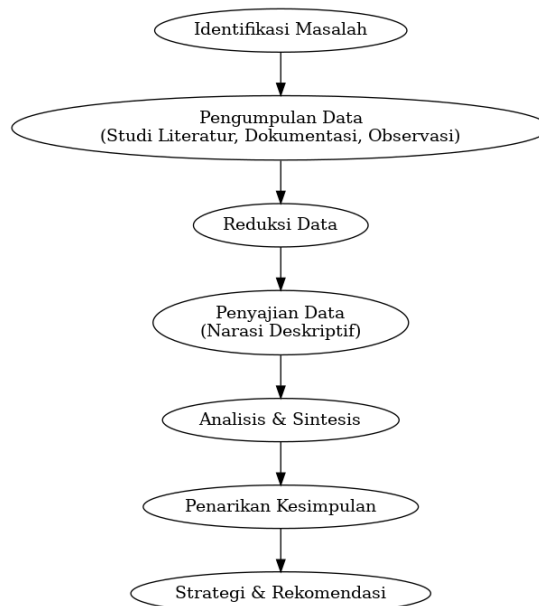 Identifikasi Masalah
Pengumpulan Data
(Studi Literatur, Dokumentasi, Observasi)
Reduksi Data
Penyajian Data
(Narasi Deskriptif)
Analisis & Sintesis
Penarikan Kesimpulan
Strategi & Rekomendasi